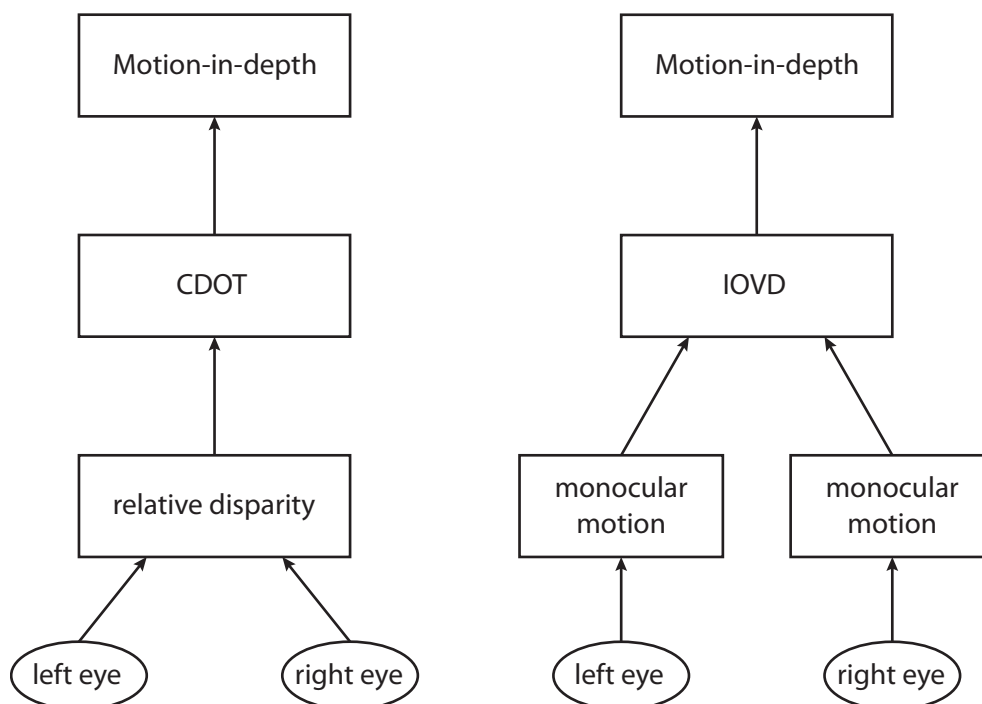 Motion-in-depth
CDOT
relative disparity
left eye
right eye
Motion-in-depth
IOVD
monocular
motion
monocular
motion
left eye
right eye